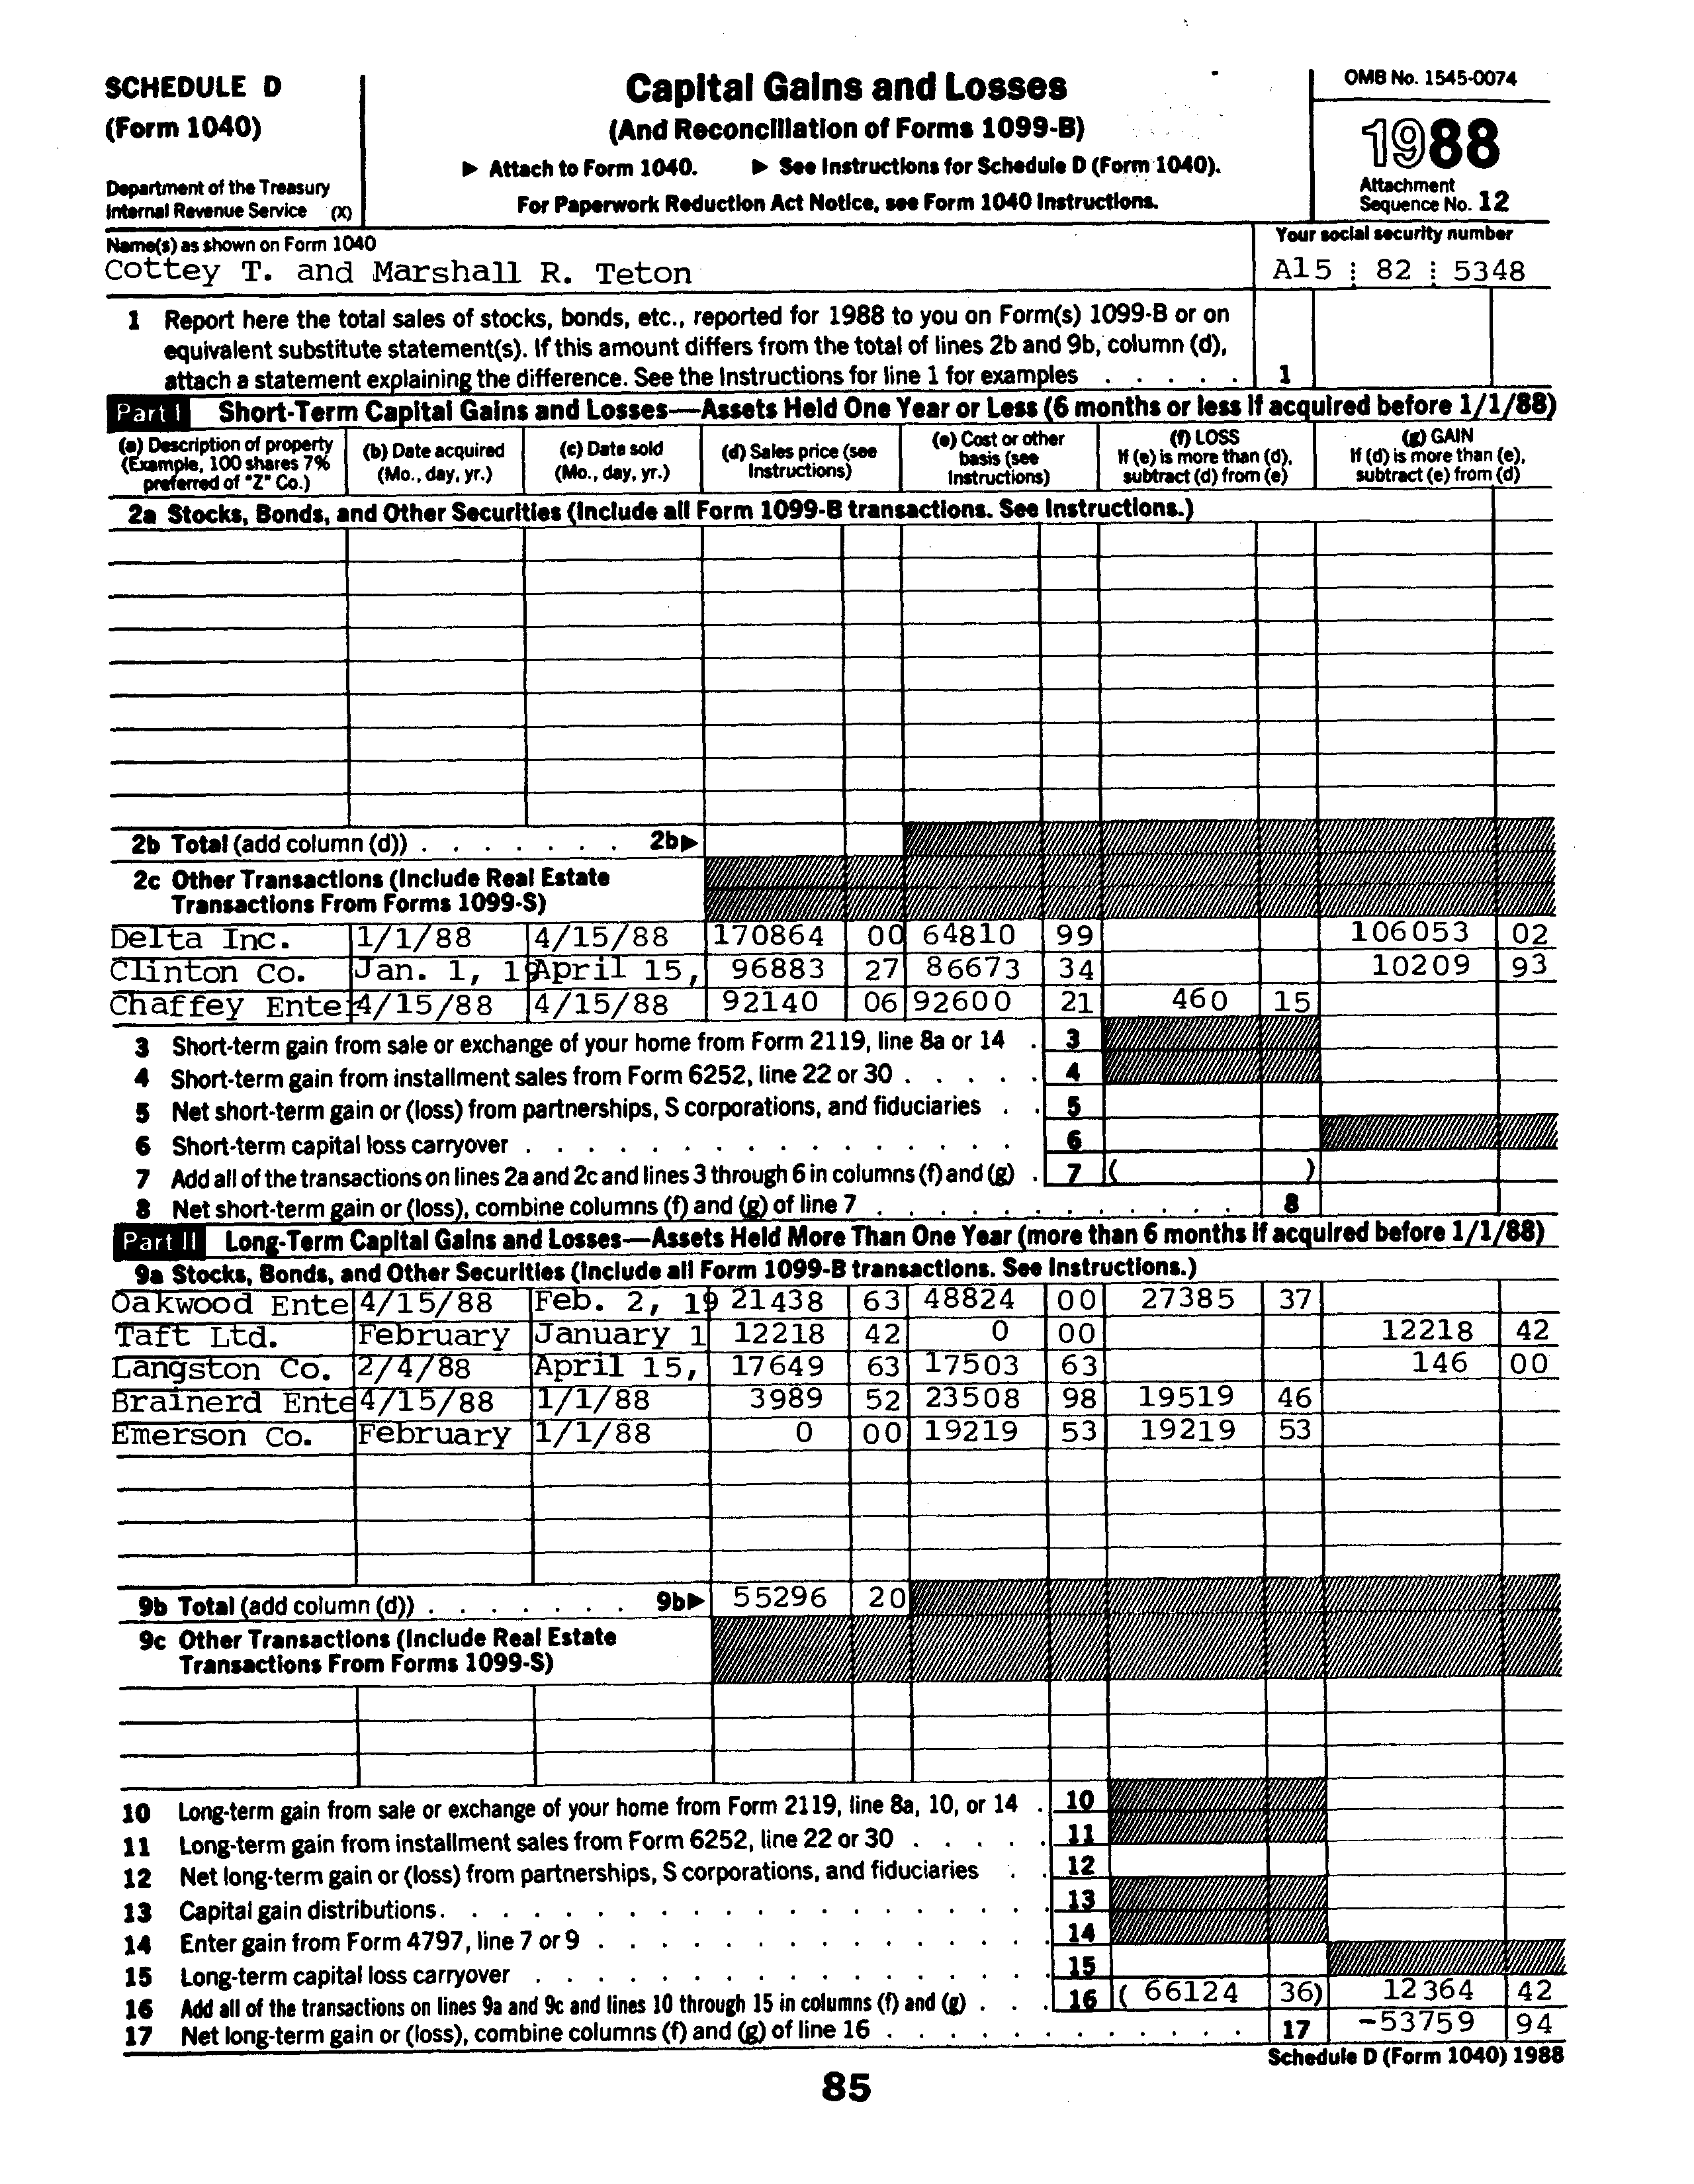 SCHEDULE D
(Form 1040)
Department of the Treasury
Internal Revenue Service (X)
Capital Gains and Losses
(And Reconciliation of Forms 1099-B)
▶ Attach to Form 1040. ▶ See Instructions for Schedule D (Form 1040).
For Paperwork Reduction Act Notice, see Form 1040 Instructions.
OMB No. 1545-0074
1988
Attachment
Sequence No. 12
Name(s) as shown on Form 1040
Cottey T. and Marshall R. Teton
Your social security number
A15 82 5348
1 Report here the total sales of stocks, bonds, etc., reported for 1988 to you on Form(s) 1099-B or on
equivalent substitute statement(s). If this amount differs from the total of lines 2b and 9b, column (d),
attach a statement explaining the difference. See the Instructions for line 1 for examples . . . . . 1
Part I Short-Term Capital Gains and Losses—Assets Held One Year or Less (6 months or less if acquired before 1/1/88)
(a) Description of property
(Example, 100 shares 7%
preferred of "Z" Co.)
(b) Date acquired
(Mo., day, yr.)
(c) Date sold
(Mo., day, yr.)
(d) Sales price (see
Instructions)
(e) Cost or other
basis (see
Instructions)
(f) LOSS
If (e) is more than (d),
subtract (d) from (e)
(g) GAIN
If (d) is more than (e),
subtract (e) from (d)
2a Stocks, Bonds, and Other Securities (Include all Form 1099-B transactions. See Instructions.)
2b Total (add column (d)) . . . . . . . 2b▶
2c Other Transactions (Include Real Estate
Transactions From Forms 1099-S)
Delta Inc. 1/1/88 4/15/88 170864 00 64810 99 106053 02
Clinton Co. Jan. 1, 19 April 15, 96883 27 86673 34 10209 93
Chaffey Ente 4/15/88 4/15/88 92140 06 92600 21 460 15
3 Short-term gain from sale or exchange of your home from Form 2119, line 8a or 14 . 3
4 Short-term gain from installment sales from Form 6252, line 22 or 30 . . . . . 4
5 Net short-term gain or (loss) from partnerships, S corporations, and fiduciaries . . 5
6 Short-term capital loss carryover . . . . . . . . . . . . . . . . 6
7 Add all of the transactions on lines 2a and 2c and lines 3 through 6 in columns (f) and (g) . 7 ( )
8 Net short-term gain or (loss), combine columns (f) and (g) of line 7 . . . . . . . . . . . . 8
Part II Long-Term Capital Gains and Losses—Assets Held More Than One Year (more than 6 months if acquired before 1/1/88)
9a Stocks, Bonds, and Other Securities (Include all Form 1099-B transactions. See Instructions.)
Oakwood Ente 4/15/88 Feb. 2, 19 21438 63 48824 00 27385 37
Taft Ltd. February January 1 12218 42 0 00 12218 42
Langston Co. 2/4/88 April 15, 17649 63 17503 63 146 00
Brainerd Ente 4/15/88 1/1/88 3989 52 23508 98 19519 46
Emerson Co. February 1/1/88 0 00 19219 53 19219 53
9b Total (add column (d)) . . . . . . . 9b▶ 55296 20
9c Other Transactions (Include Real Estate
Transactions From Forms 1099-S)
10 Long-term gain from sale or exchange of your home from Form 2119, line 8a, 10, or 14 . 10
11 Long-term gain from installment sales from Form 6252, line 22 or 30 . . . . . 11
12 Net long-term gain or (loss) from partnerships, S corporations, and fiduciaries . . 12
13 Capital gain distributions. . . . . . . . . . . . . . . . . . . 13
14 Enter gain from Form 4797, line 7 or 9 . . . . . . . . . . . . . . 14
15 Long-term capital loss carryover . . . . . . . . . . . . . . . . 15
16 Add all of the transactions on lines 9a and 9c and lines 10 through 15 in columns (f) and (g) . . . 16 ( 66124 36) 12364 42
17 Net long-term gain or (loss), combine columns (f) and (g) of line 16 . . . . . . . . . . . 17 -53759 94
Schedule D (Form 1040) 1988
85